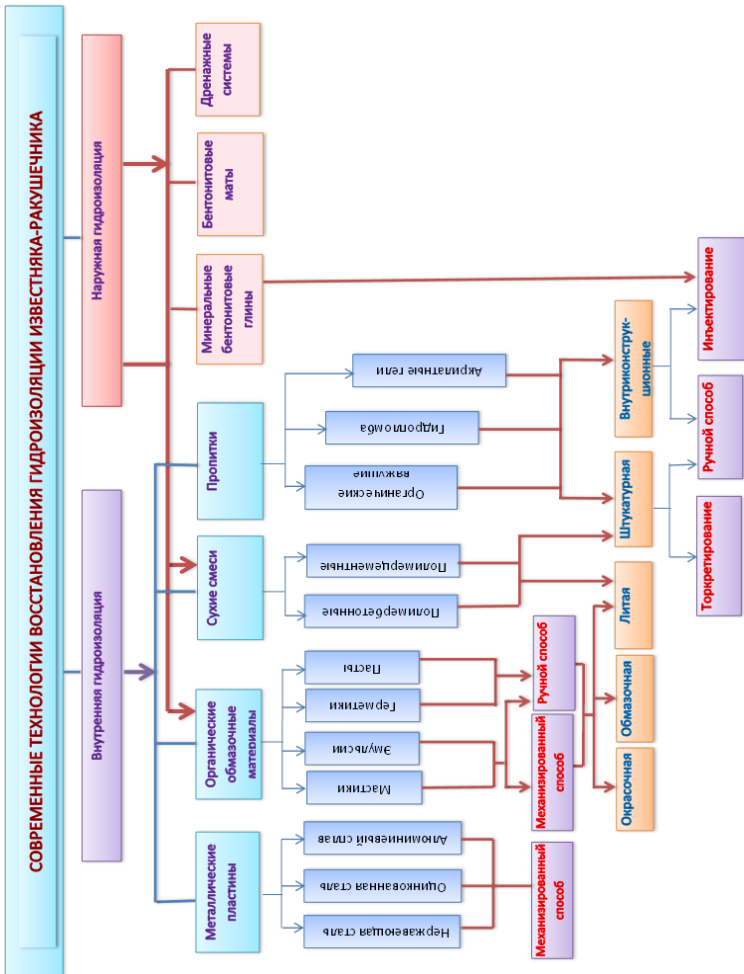 СОВРЕМЕННЫЕ ТЕХНОЛОГИИ ВОССТАНОВЛЕНИЯ ГИДРОИЗОЛЯЦИИ ИЗВЕСТНЯКА-РАКУШЕЧНИКА
Внутренняя гидроизоляция
Наружная гидроизоляция
Металлические
пластины
Органические
обмазочные
материалы
Сухие смеси
Пропитки
Минеральные
бентонитовые
глины
Бентонитовые
маты
Дренажные
системы
Нержавеющая сталь
Оцинкованная сталь
Алюминиевый сплав
Мастики
Эмульсии
Герметики
Пасты
Полимербетонные
Полимерцементные
Органические
вяжущие
Гидропломба
Акрилатные гели
Механизированный
способ
Механизированный
способ
Ручной способ
Окрасочная
Обмазочная
Литая
Штукатурная
Внутриконструк-
ционные
Торкретирование
Ручной способ
Инъектирование